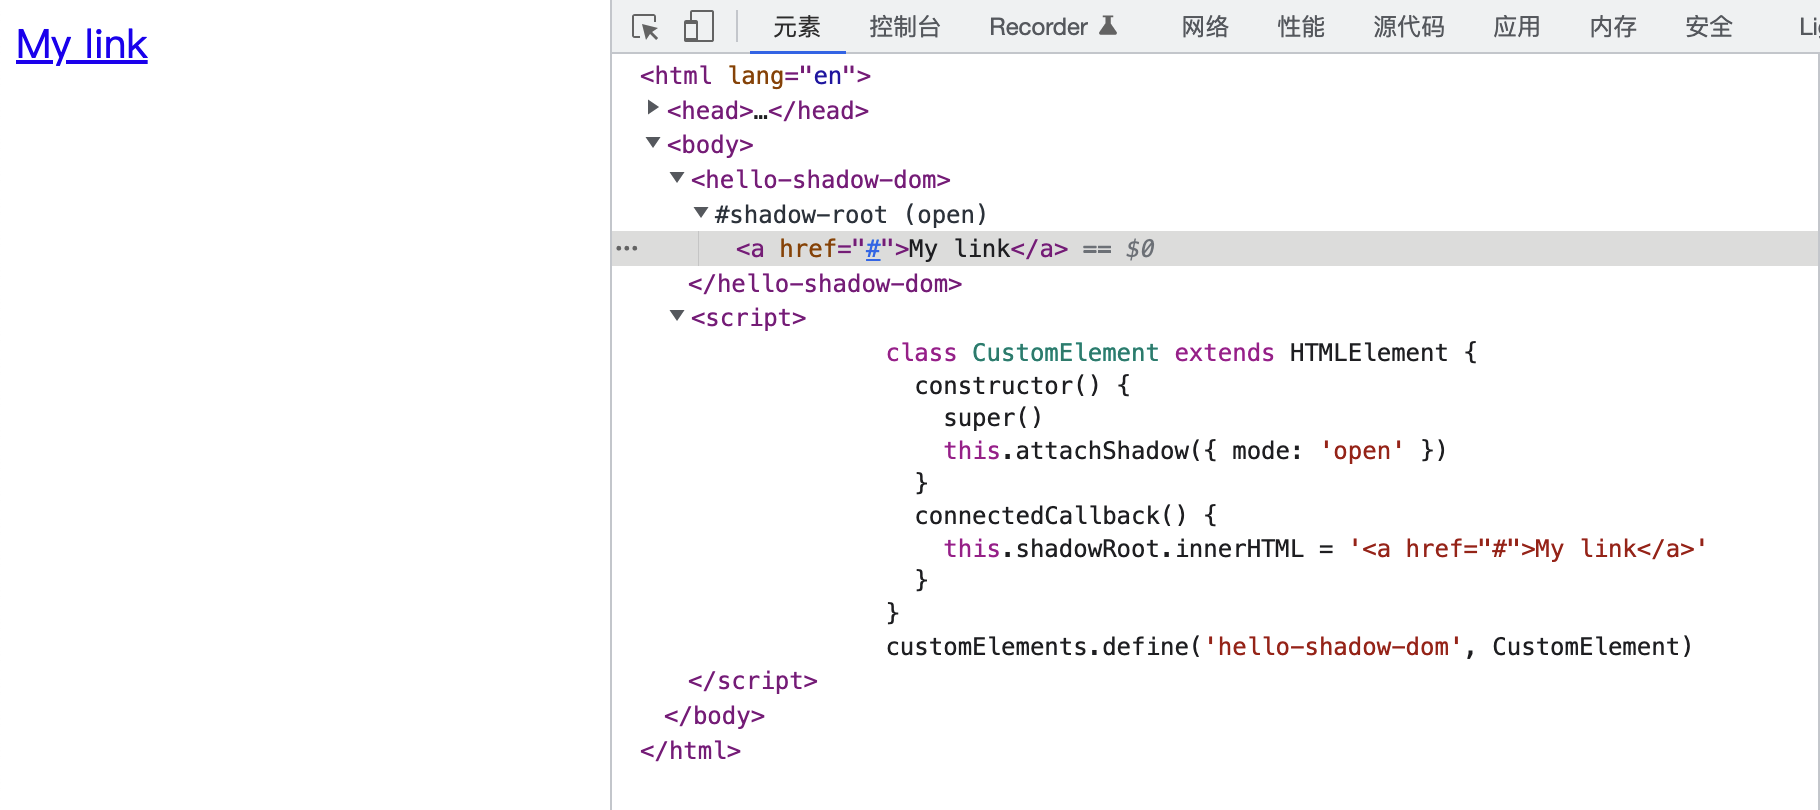 My link
元素 控制台 Recorder 网络 性能 源代码 应用 内存 安全
<html lang="en">
<head>…</head>
<body>
<hello-shadow-dom>
#shadow-root (open)
<a href="#">My link</a> == $0
</hello-shadow-dom>
<script>
class CustomElement extends HTMLElement {
constructor() {
super()
this.attachShadow({ mode: 'open' })
}
connectedCallback() {
this.shadowRoot.innerHTML = '<a href="#">My link</a>'
}
}
customElements.define('hello-shadow-dom', CustomElement)
</script>
</body>
</html>